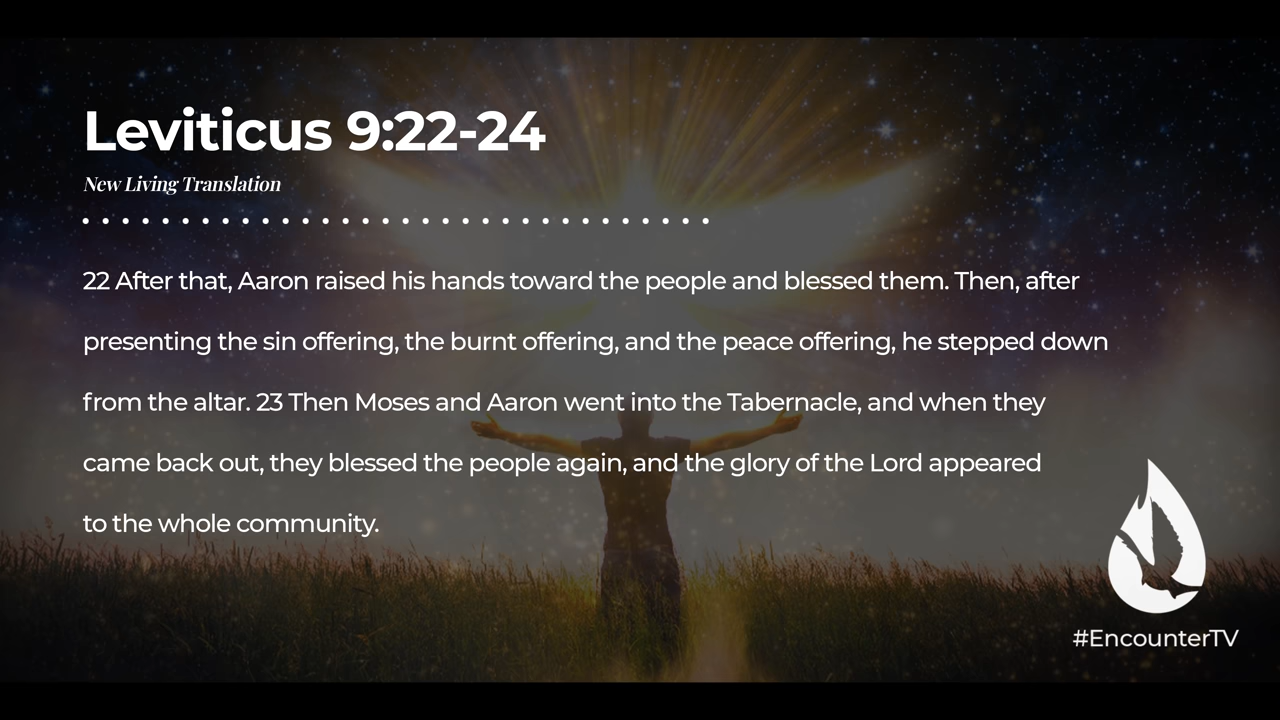 Leviticus 9:22-24
New Living Translation
22 After that, Aaron raised his hands toward the people and blessed them. Then, after
presenting the sin offering, the burnt offering, and the peace offering, he stepped down
from the altar. 23 Then Moses and Aaron went into the Tabernacle, and when they
came back out, they blessed the people again, and the glory of the Lord appeared
to the whole community.
#EncounterTV